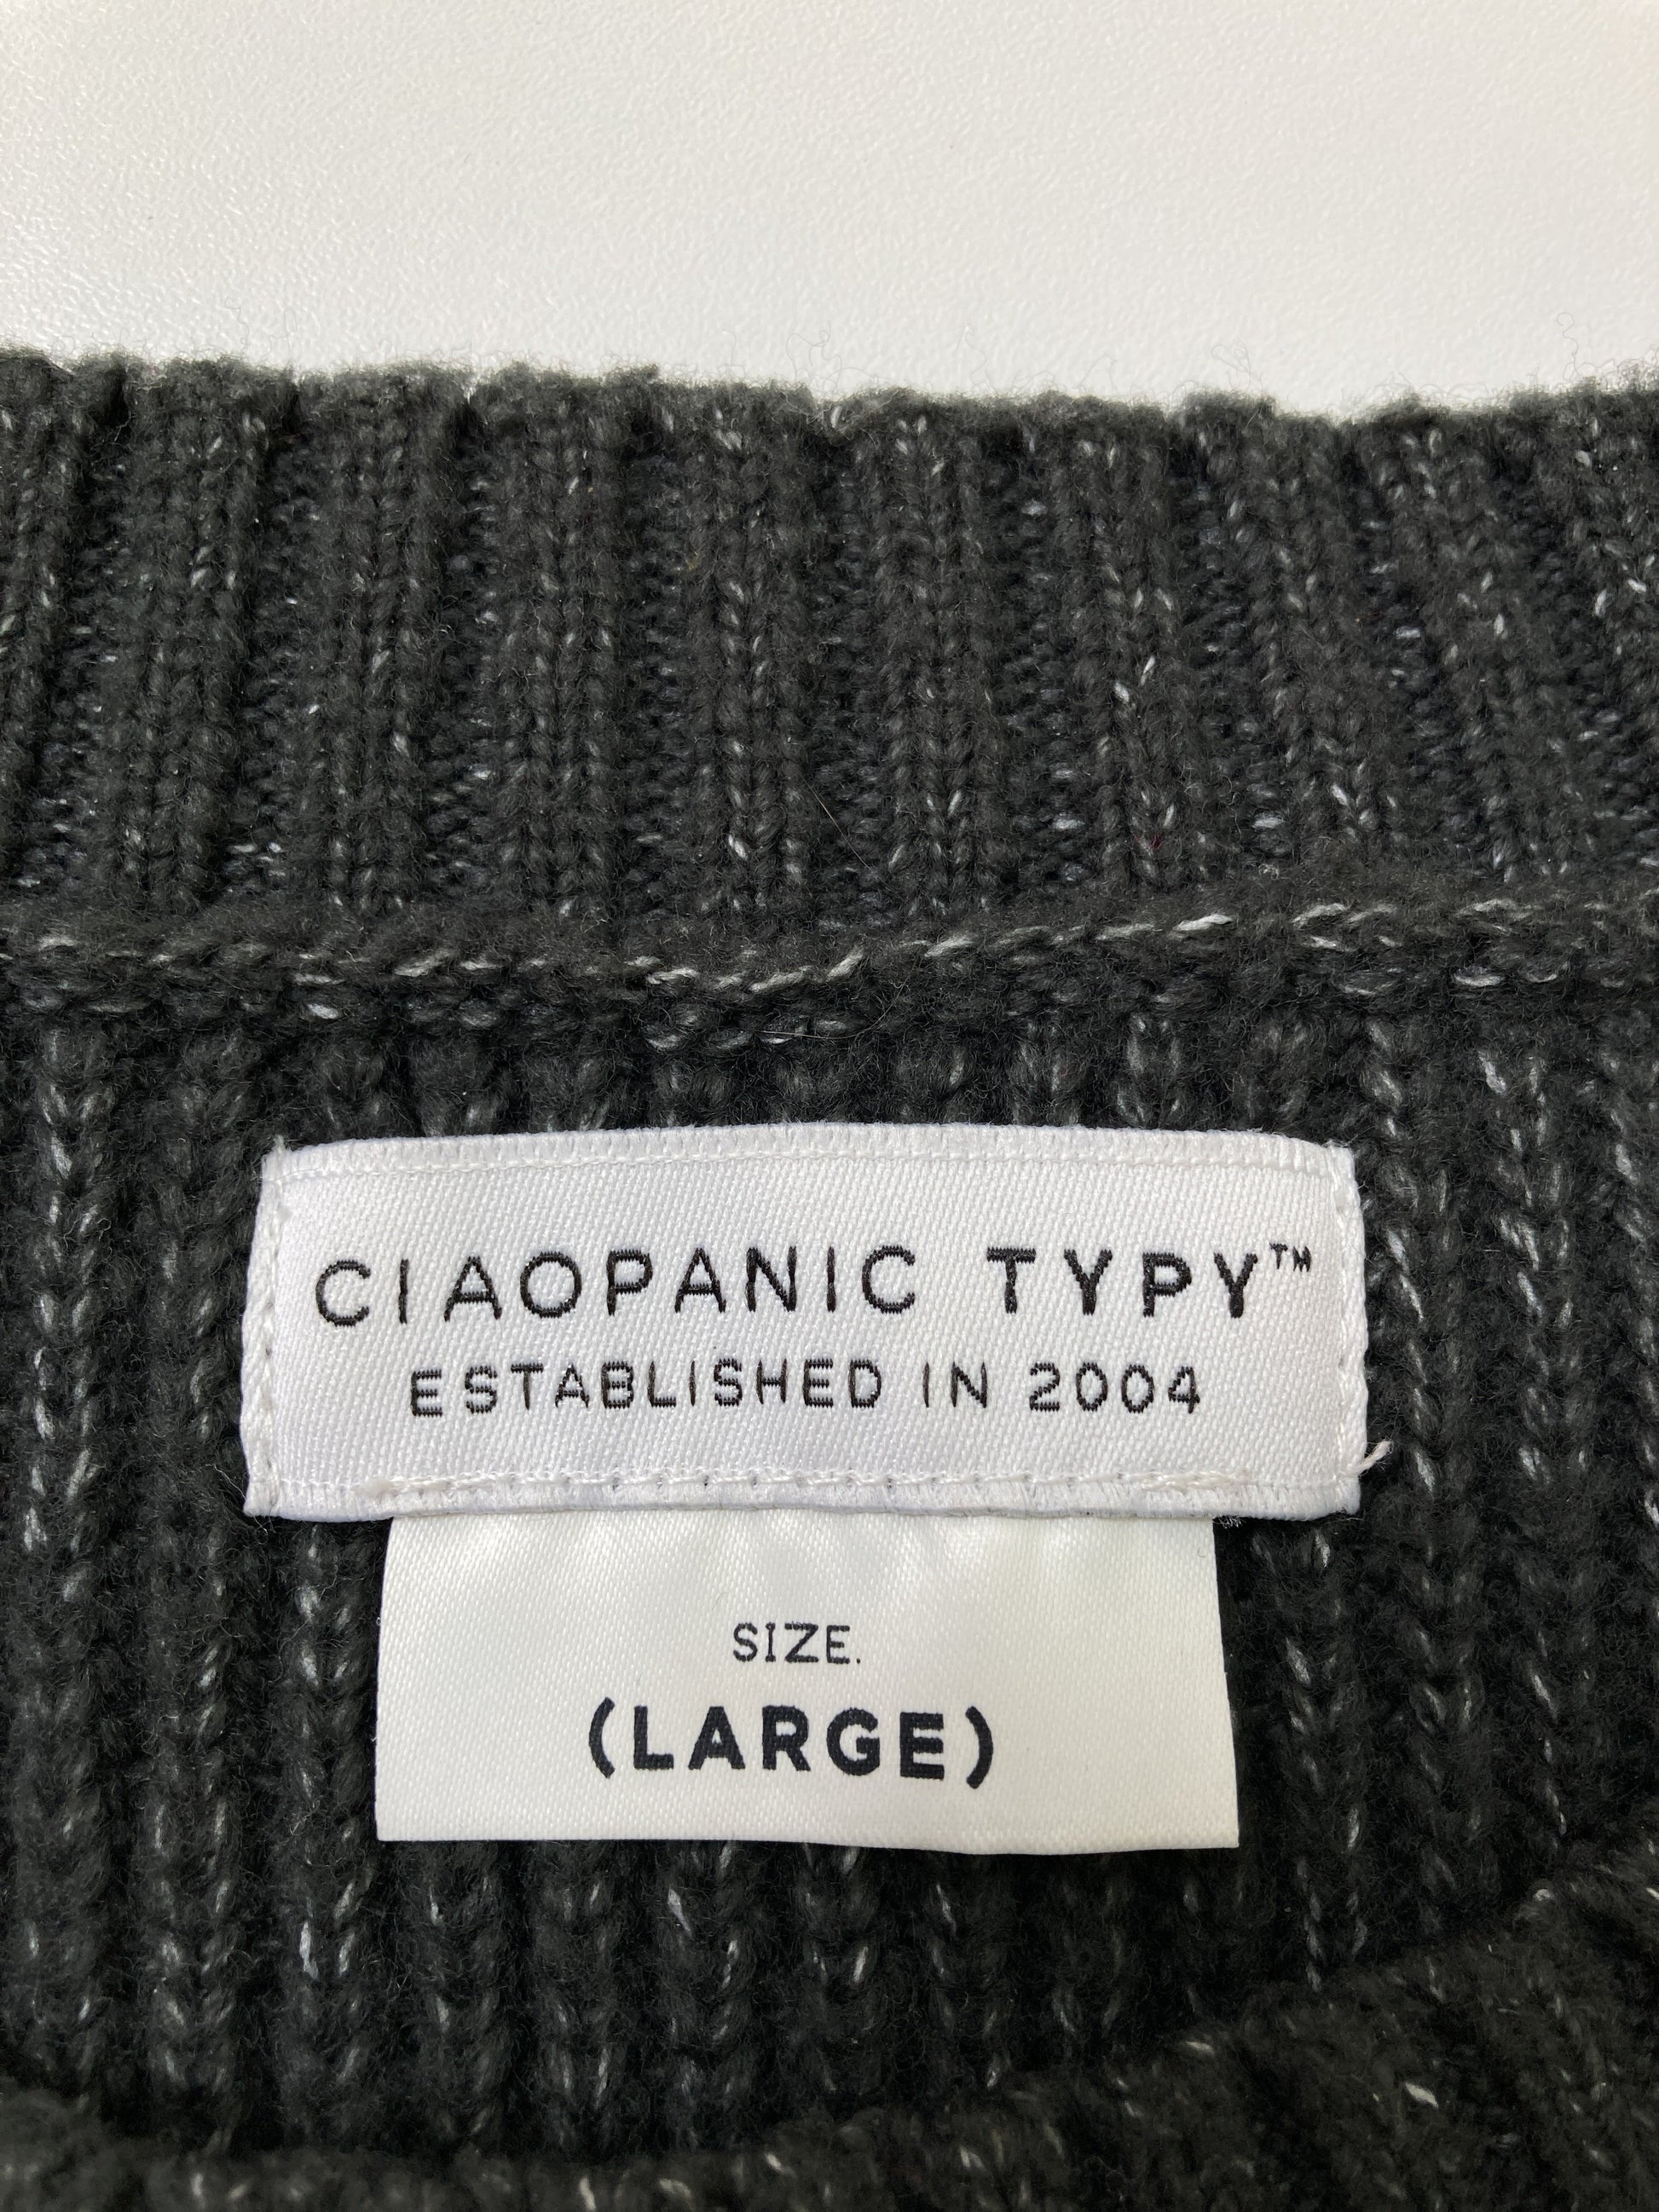 CIAOPANIC TYPY™
ESTABLISHED IN 2004
SIZE.
(LARGE)